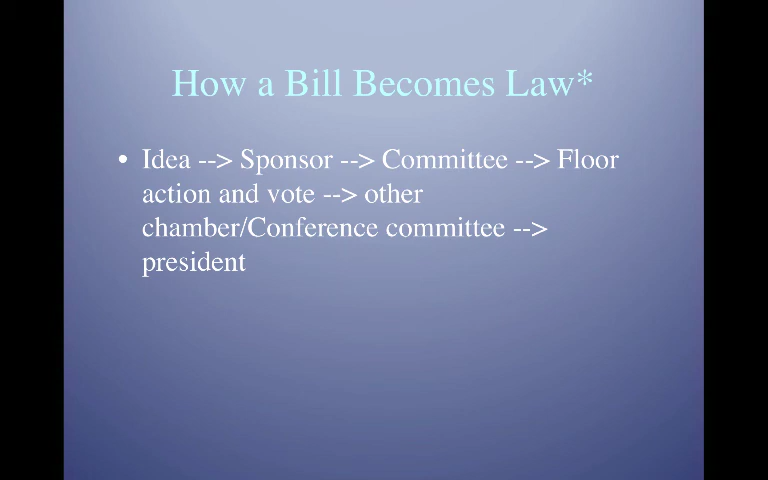 How a Bill Becomes Law*
• Idea --> Sponsor --> Committee --> Floor
action and vote --> other
chamber/Conference committee -->
president